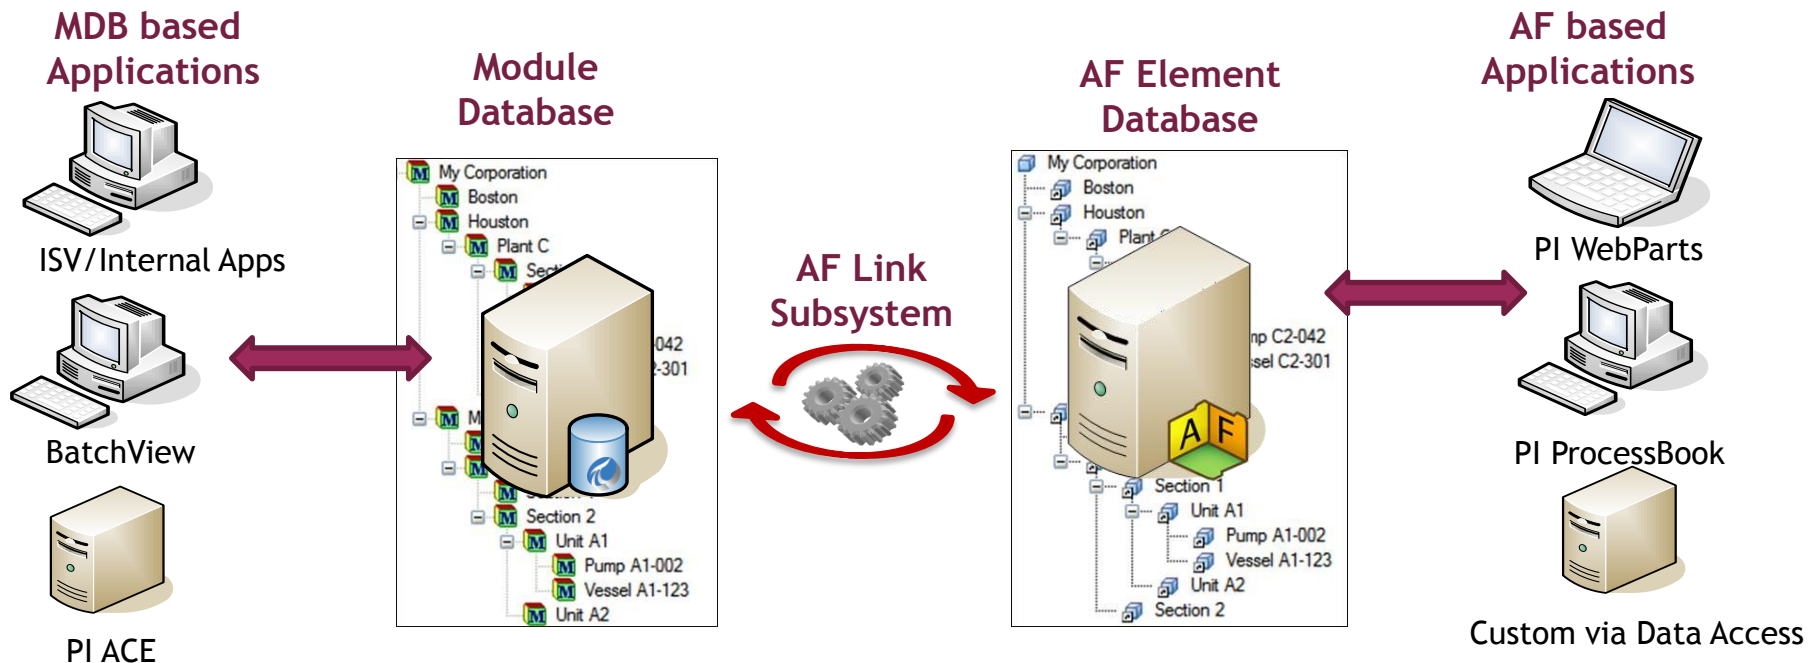 MDB based
Applications
ISV/Internal Apps
BatchView
PI ACE
Module
Database
M My Corporation
M Boston
M Houston
M Plant C
M
-042
2-301
M M
M
M
M
M Section 2
M Unit A1
M Pump A1-002
M Vessel A1-123
M Unit A2
AF Link
Subsystem
AF Element
Database
My Corporation
Boston
Houston
Plant C
mp C2-042
ssel C2-301
A F
Section 1
Unit A1
Pump A1-002
Vessel A1-123
Unit A2
Section 2
AF based
Applications
PI WebParts
PI ProcessBook
Custom via Data Access